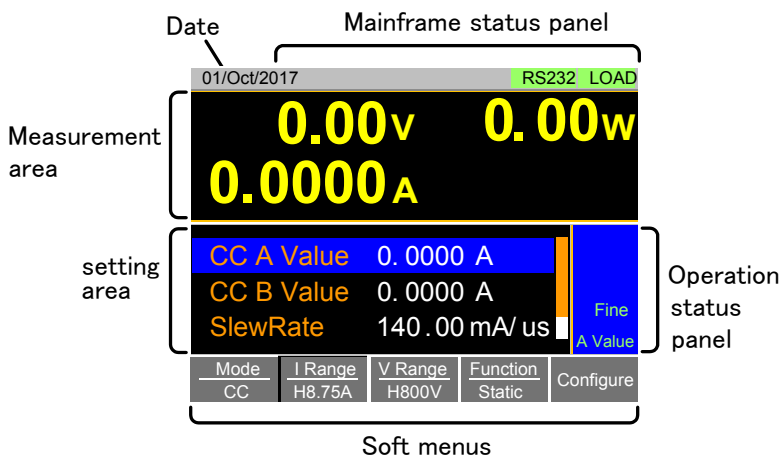 Date
Mainframe status panel
01/Oct/2017 RS232 LOAD
Measurement
area
0.00V 0.00W
0.0000 A
setting
area
CC A Value 0.0000 A
CC B Value 0.0000 A
SlewRate 140.00 mA/us
Fine
A Value
Operation
status
panel
Mode I Range V Range Function Configure
CC H8.75A H800V Static
Soft menus